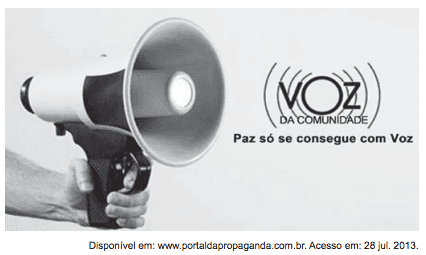 VOZ
DA COMUNIDADE
Paz só se consegue com Voz
Disponível em: www.portaldapropaganda.com.br. Acesso em: 28 jul. 2013.